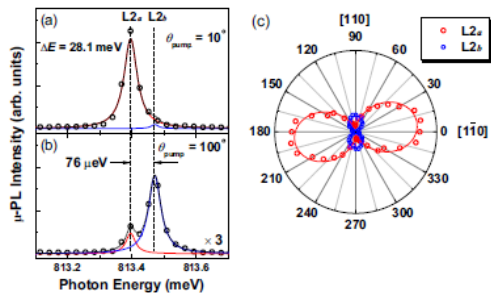 (a)
L2a L2b
ΔE = 28.1 meV
θpump = 10°
(b)
θpump = 100°
76 μeV
× 3
μ-PL Intensity (arb. units)
813.2 813.4 813.6
Photon Energy (meV)
(c)
[110]
90
120 60
150 30
180 0 [11̄0]
210 330
240 300
270
L2a
L2b